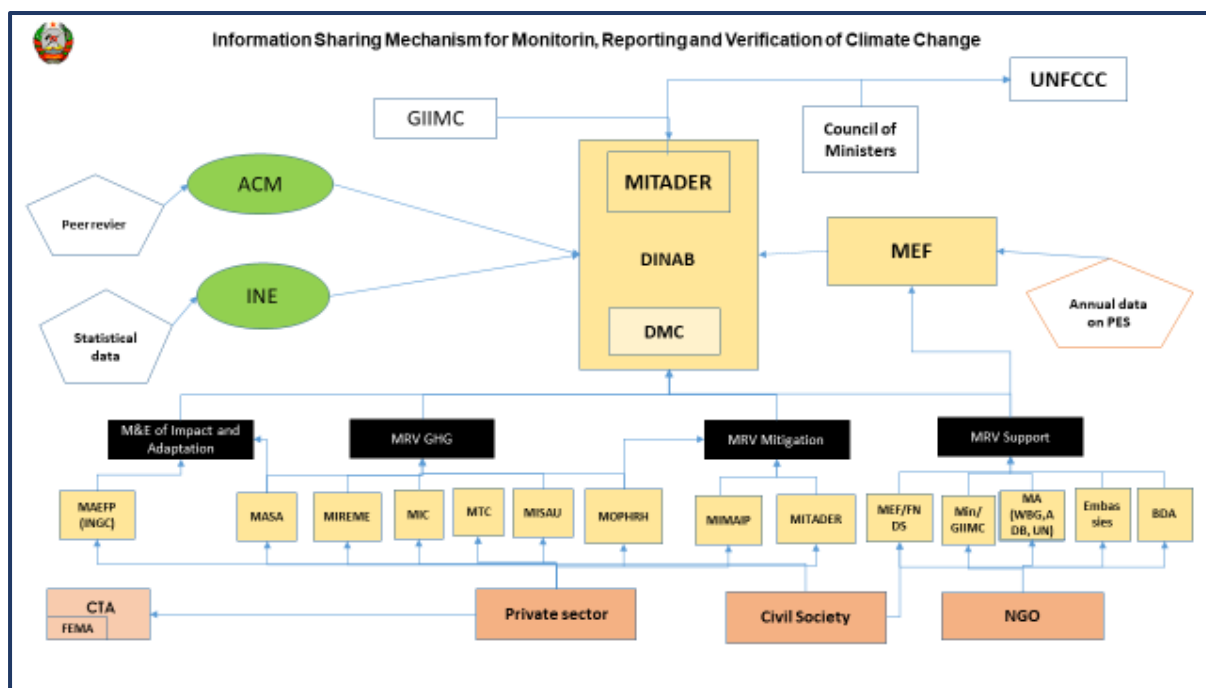 Information Sharing Mechanism for Monitorin, Reporting and Verification of Climate Change
UNFCCC
GIIMC
Council of
Ministers
MITADER
ACM
Peer revier
DINAB
MEF
INE
Annual data
on PES
Statistical
data
DMC
M&E of Impact and
Adaptation
MRV GHG
MRV Mitigation
MRV Support
MAEFP
(INGC)
MASA
MIREME
MIC
MTC
MISAU
MOPHRH
MIMAIP
MITADER
MEF/FN
DS
Min/
GIIMC
MA
(WBG,A
DB, UN)
Embas
sies
BDA
CTA
FEMA
Private sector
Civil Society
NGO